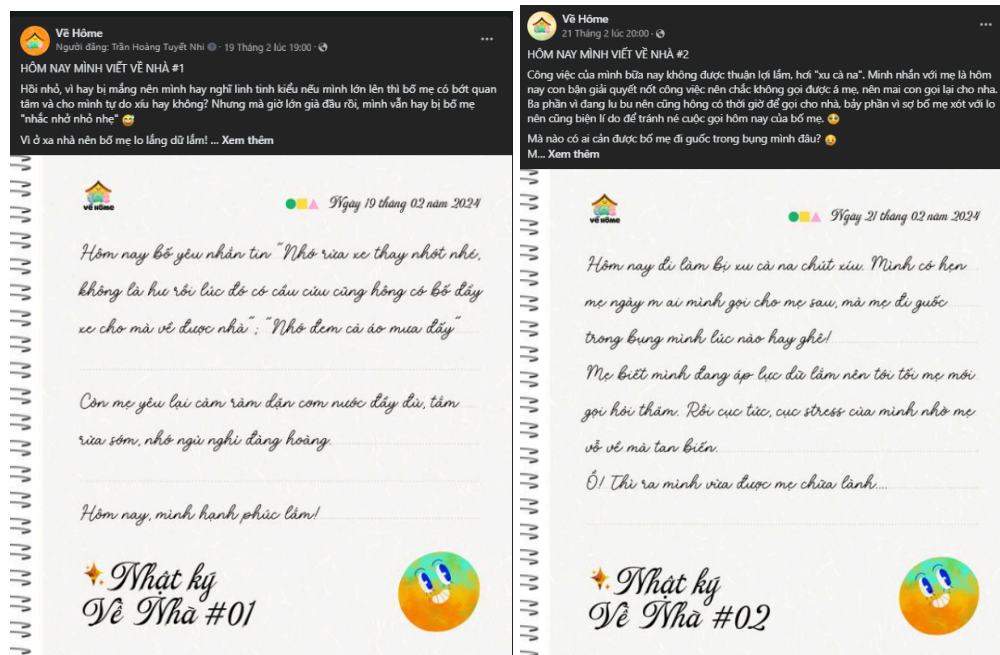 Về Hôme
Người đăng: Trần Hoàng Tuyết Nhi · 19 Tháng 2 lúc 19:00 ·
HÔM NAY MÌNH VIẾT VỀ NHÀ #1
Hồi nhỏ, vì hay bị mắng nên mình hay nghĩ linh tinh kiểu nếu mình lớn lên thì bố mẹ có bớt quan
tâm và cho mình tự do xíu hay không? Nhưng mà giờ lớn già đầu rồi, mình vẫn hay bị bố mẹ
"nhắc nhở nhỏ nhẹ" 😅
Vì ở xa nhà nên bố mẹ lo lắng dữ lắm! ... Xem thêm
Về Hôme
Ngày 19 tháng 02 năm 2024
Hôm nay bố yêu nhắn tin "Nhớ rửa xe thay nhớt nhé,
không là hư rồi lúc đó có cầu cứu cũng hông có bố đẩy
xe cho mà về được nhà"; "Nhớ đem cả áo mưa đấy"
Còn mẹ yêu lại cằm ràm dặn cơm nước đầy đủ, tắm
rửa sớm, nhớ ngủ nghỉ đàng hoàng.
Hôm nay, mình hạnh phúc lắm!
Nhật ký
Về Nhà #01
Về Hôme
21 Tháng 2 lúc 20:00 ·
HÔM NAY MÌNH VIẾT VỀ NHÀ #2
Công việc của mình bữa nay không được thuận lợi lắm, hơi "xu cà na". Mình nhắn với mẹ là hôm
nay con bận giải quyết nốt công việc nên chắc không gọi được á mẹ, nên mai con gọi lại cho nha.
Ba phần vì đang lu bu nên cũng hông có thời giờ để gọi cho nhà, bảy phần vì sợ bố mẹ xót với lo
nên cũng biện lí do để tránh né cuộc gọi hôm nay của bố mẹ. 🥹
Mà nào có ai cản được bố mẹ đi guốc trong bụng mình đâu? 🥲
M... Xem thêm
Về Hôme
Ngày 21 tháng 02 năm 2024
Hôm nay đi làm bị xu cà na chút xíu. Mình có hẹn
mẹ ngày m ai mình gọi cho mẹ sau, mà mẹ đi guốc
trong bụng mình lúc nào hay ghê!
Mẹ biết mình đang áp lực dữ lắm nên tới tối mẹ mới
gọi hỏi thăm. Rồi cục tức, cục stress của mình nhờ mẹ
vỗ về mà tan biến.
Ồ! Thì ra mình vừa được mẹ chữa lành....
Nhật ký
Về Nhà #02